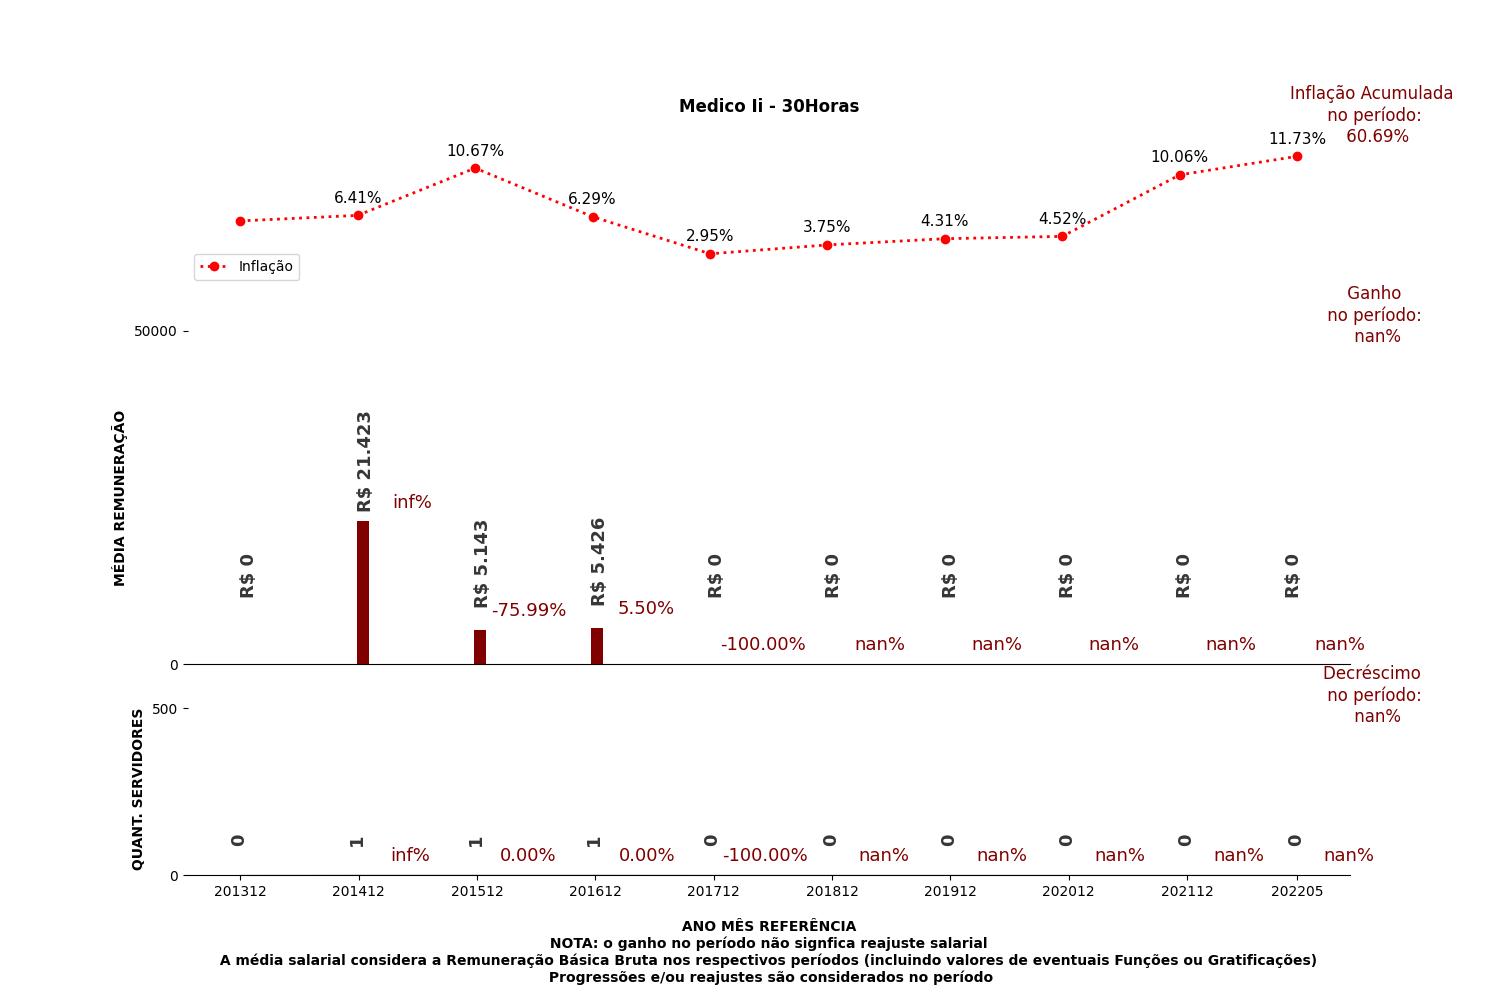 Medico Ii - 30Horas
Inflação Acumulada
no período:
60.69%
6.41%
10.67%
6.29%
2.95%
3.75%
4.31%
4.52%
10.06%
11.73%
Inflação
Ganho
no período:
nan%
MÉDIA REMUNERAÇÃO
50000
0
R$ 0
R$ 21.423
R$ 5.143
R$ 5.426
R$ 0
R$ 0
R$ 0
R$ 0
R$ 0
R$ 0
inf%
-75.99%
5.50%
-100.00%
nan%
nan%
nan%
nan%
nan%
Decréscimo
no período:
nan%
QUANT. SERVIDORES
500
0
0
1
1
1
0
0
0
0
0
0
inf%
0.00%
0.00%
-100.00%
nan%
nan%
nan%
nan%
nan%
201312
201412
201512
201612
201712
201812
201912
202012
202112
202205
ANO MÊS REFERÊNCIA
NOTA: o ganho no período não signfica reajuste salarial
A média salarial considera a Remuneração Básica Bruta nos respectivos períodos (incluindo valores de eventuais Funções ou Gratificações)
Progressões e/ou reajustes são considerados no período